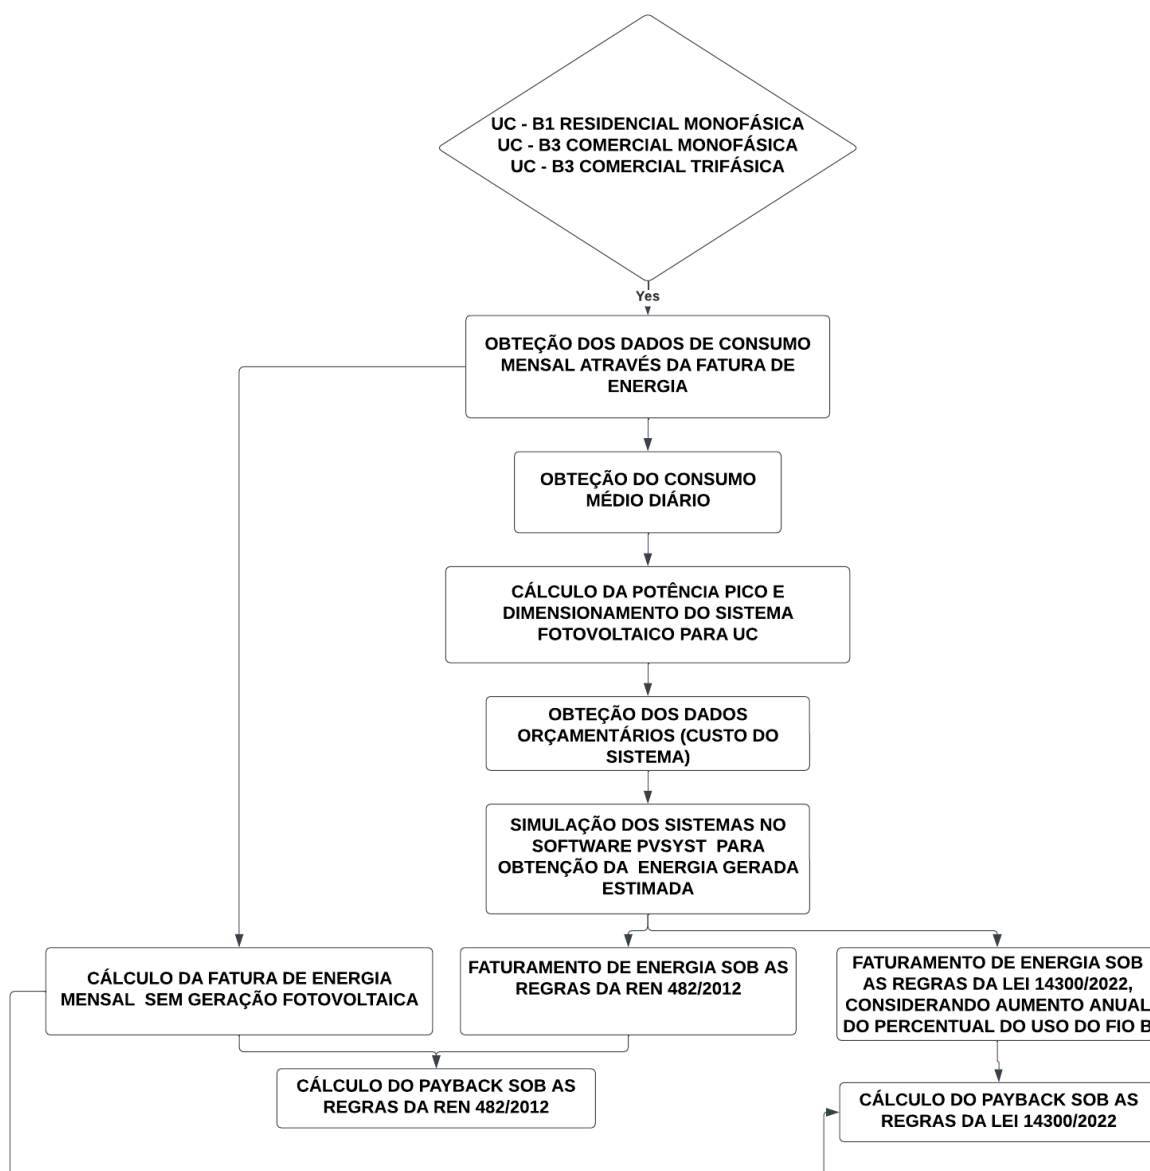 UC - B1 RESIDENCIAL MONOFÁSICA
UC - B3 COMERCIAL MONOFÁSICA
UC - B3 COMERCIAL TRIFÁSICA
Yes
OBTEÇÃO DOS DADOS DE CONSUMO
MENSAL ATRAVÉS DA FATURA DE
ENERGIA
OBTEÇÃO DO CONSUMO
MÉDIO DIÁRIO
CÁLCULO DA POTÊNCIA PICO E
DIMENSIONAMENTO DO SISTEMA
FOTOVOLTAICO PARA UC
OBTEÇÃO DOS DADOS
ORÇAMENTÁRIOS (CUSTO DO
SISTEMA)
SIMULAÇÃO DOS SISTEMAS NO
SOFTWARE PVSYST PARA
OBTENÇÃO DA ENERGIA GERADA
ESTIMADA
CÁLCULO DA FATURA DE ENERGIA
MENSAL SEM GERAÇÃO FOTOVOLTAICA
FATURAMENTO DE ENERGIA SOB AS
REGRAS DA REN 482/2012
FATURAMENTO DE ENERGIA SOB
AS REGRAS DA LEI 14300/2022,
CONSIDERANDO AUMENTO ANUAL
DO PERCENTUAL DO USO DO FIO B
CÁLCULO DO PAYBACK SOB AS
REGRAS DA REN 482/2012
CÁLCULO DO PAYBACK SOB AS
REGRAS DA LEI 14300/2022